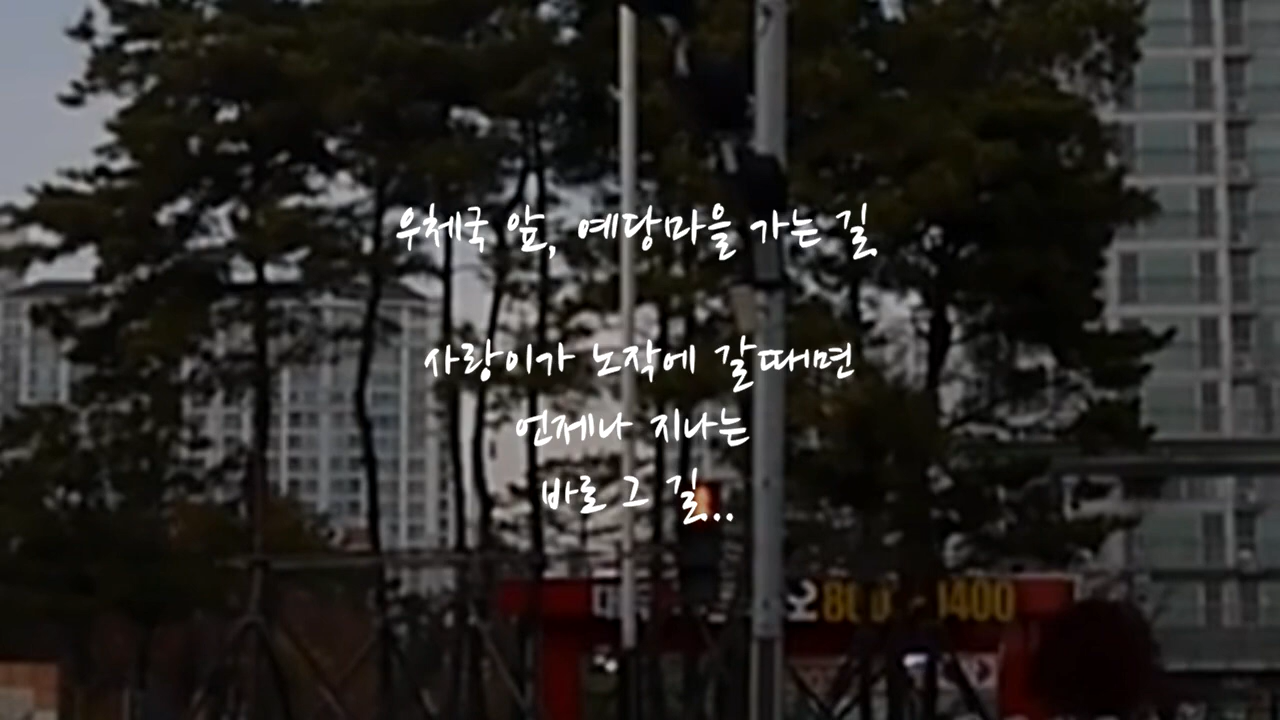 우체국 앞, 예당마을 가는 길
사랑이가 노작에 갈때면
언제나 지나는
바로 그 길...